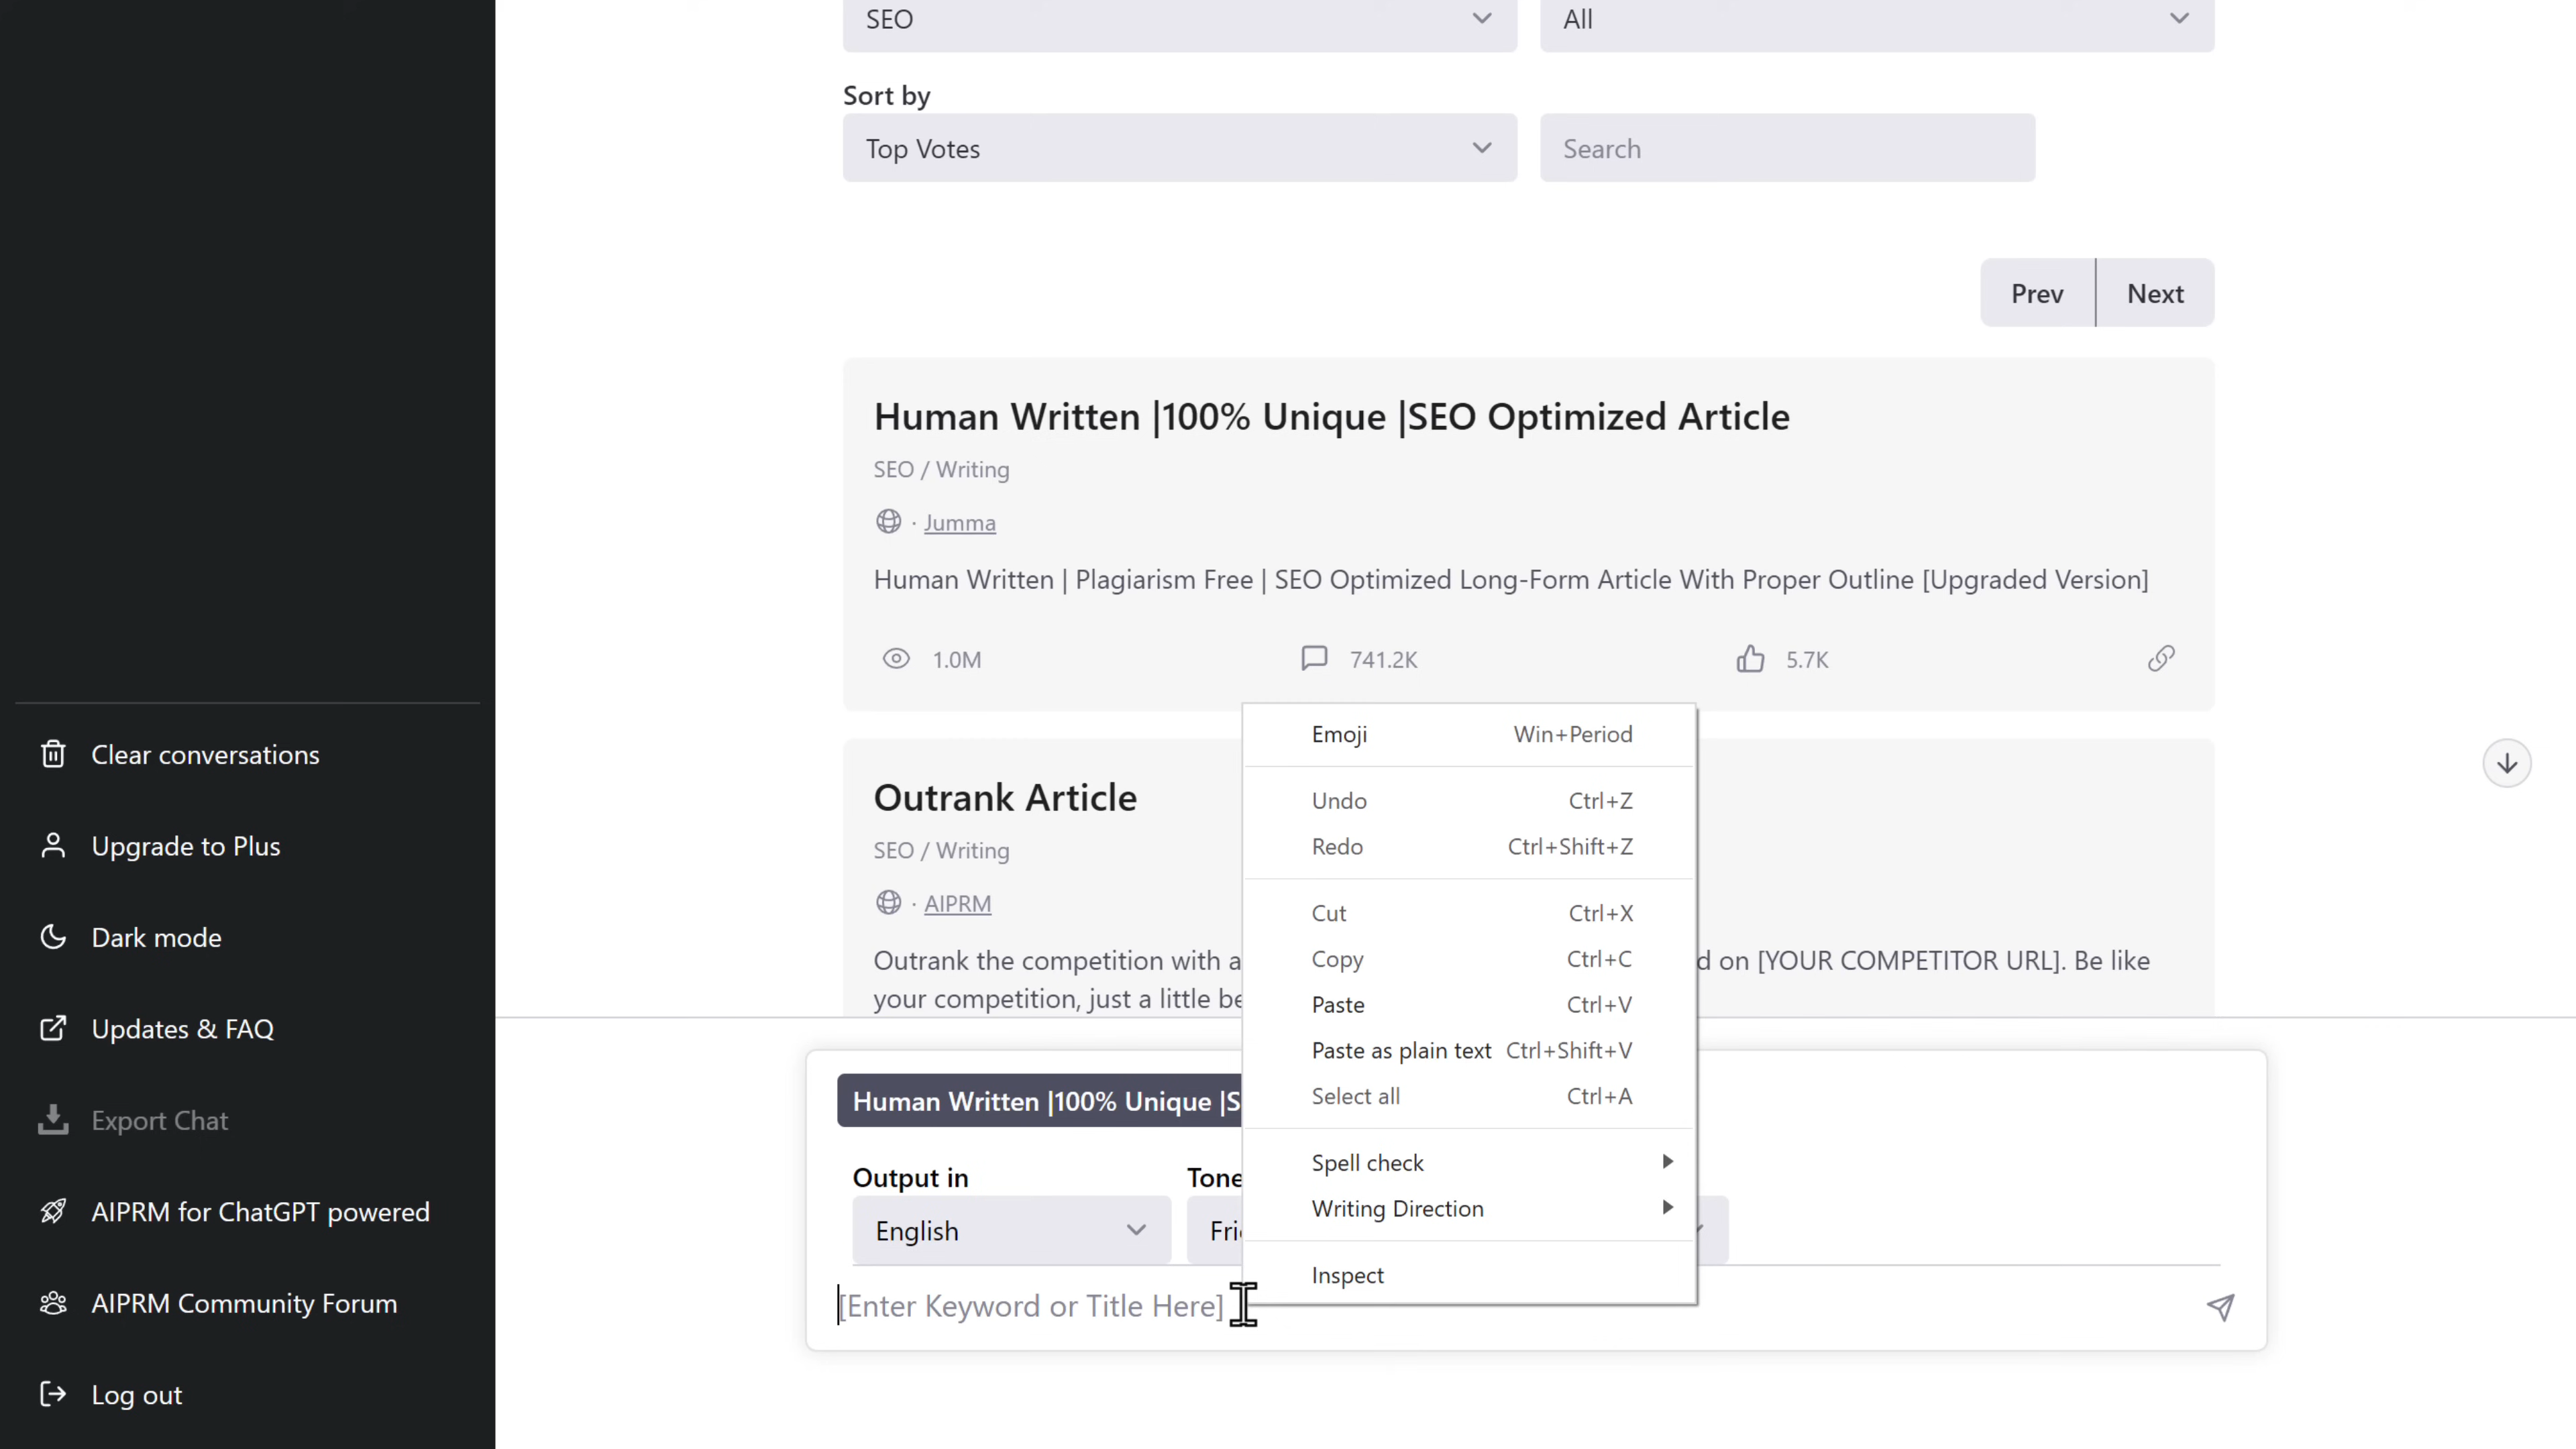 SEO
All
Sort by
Top Votes
Search
Prev
Next
Human Written |100% Unique |SEO Optimized Article
SEO / Writing
· Jumma
Human Written | Plagiarism Free | SEO Optimized Long-Form Article With Proper Outline [Upgraded Version]
1.0M
741.2K
5.7K
Outrank Article
SEO / Writing
· AIPRM
Outrank the competition with a
d on [YOUR COMPETITOR URL]. Be like
your competition, just a little be
Emoji Win+Period
Undo Ctrl+Z
Redo Ctrl+Shift+Z
Cut Ctrl+X
Copy Ctrl+C
Paste Ctrl+V
Paste as plain text Ctrl+Shift+V
Select all Ctrl+A
Spell check
Writing Direction
Inspect
Clear conversations
Upgrade to Plus
Dark mode
Updates & FAQ
Export Chat
AIPRM for ChatGPT powered
AIPRM Community Forum
Log out
Human Written |100% Unique |S
Output in
Tone
English
Fri
[Enter Keyword or Title Here]